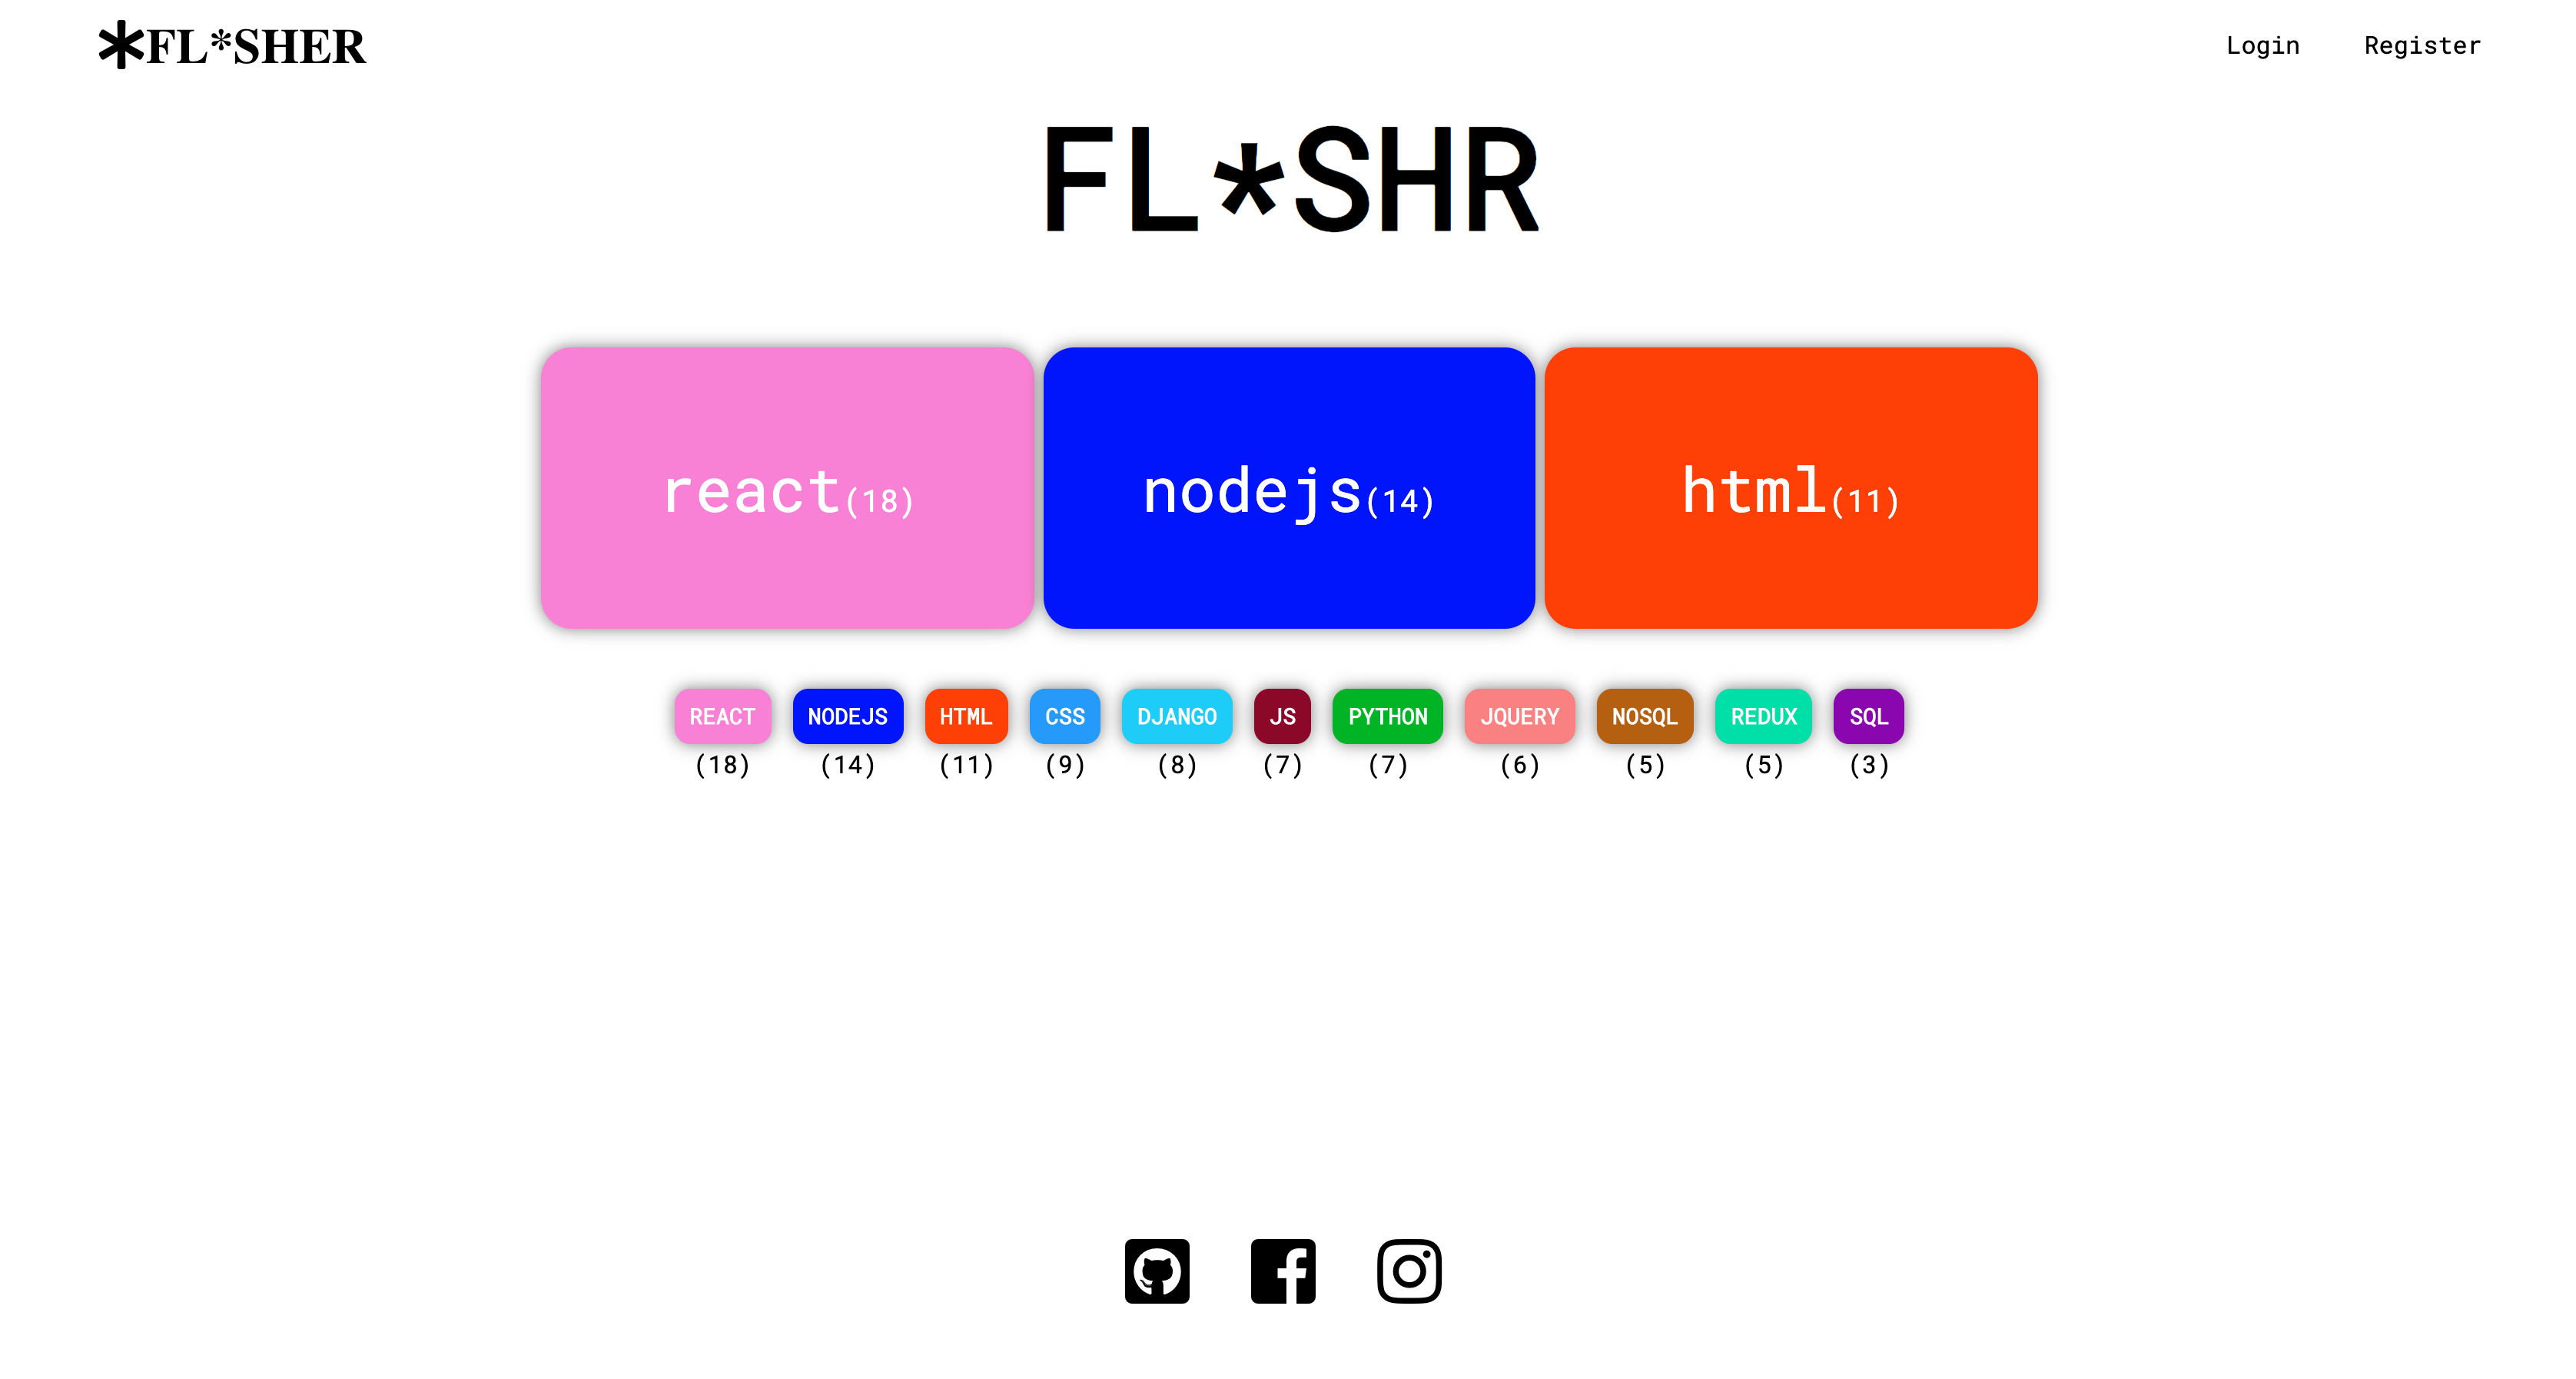 *FL*SHER Login Register
FL*SHR
react(18) nodejs(14) html(11)
REACT NODEJS HTML CSS DJANGO JS PYTHON JQUERY NOSQL REDUX SQL
(18) (14) (11) (9) (8) (7) (7) (6) (5) (5) (3)